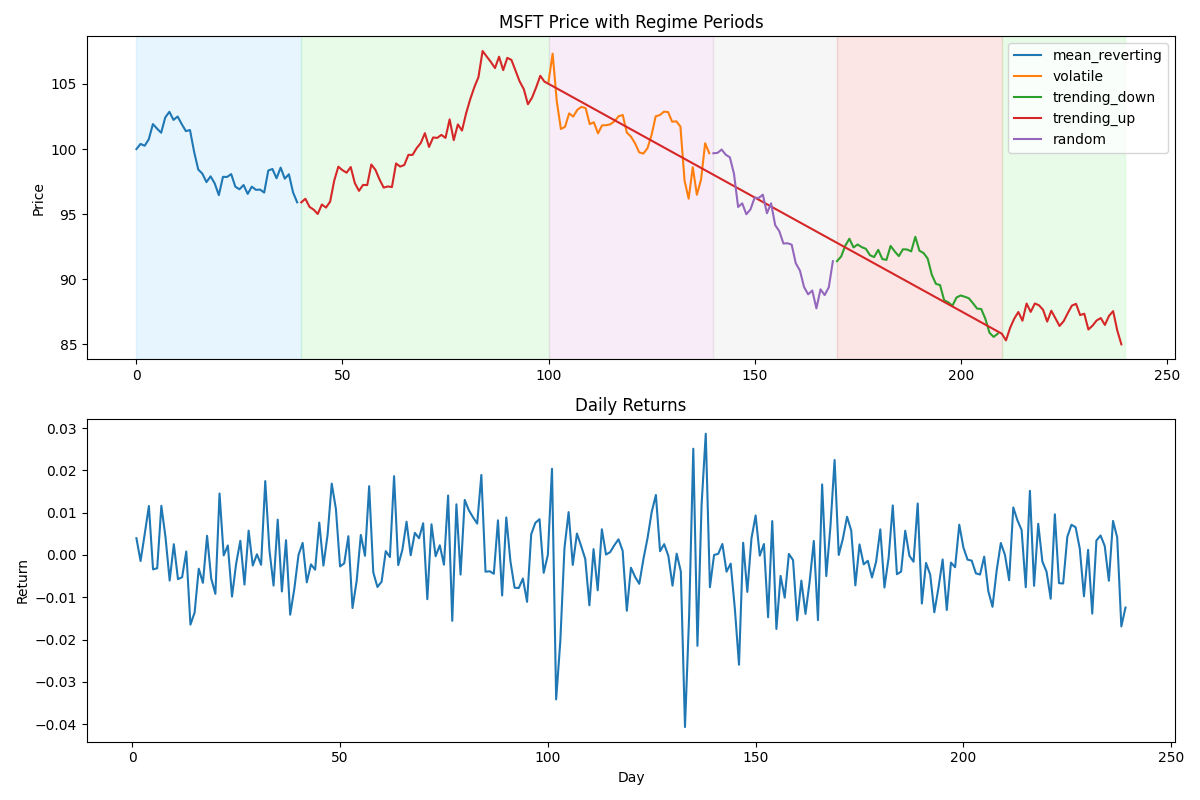 MSFT Price with Regime Periods
Price
105
100
95
90
85
mean_reverting
volatile
trending_down
trending_up
random
0
50
100
150
200
250
Daily Returns
Return
0.03
0.02
0.01
0.00
−0.01
−0.02
−0.03
−0.04
0
50
100
150
200
250
Day